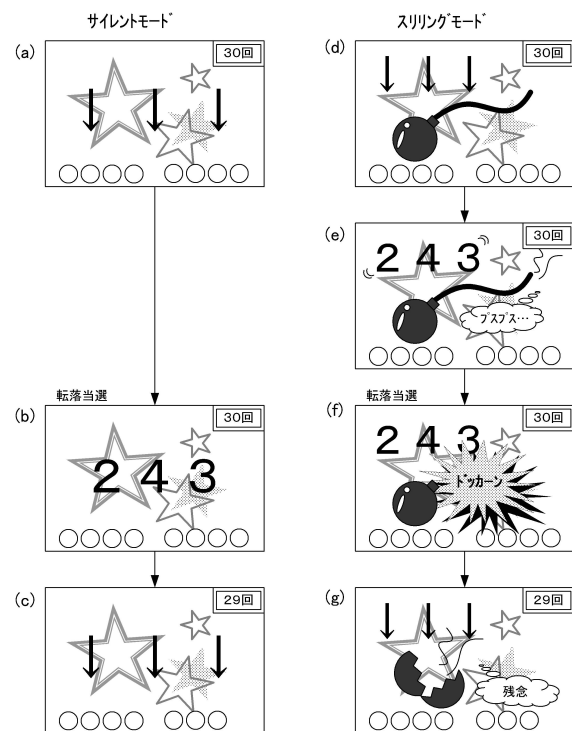 サイレントモード
(a)
30回
転落当選
(b)
30回
2 4 3
(c)
29回
スリリングモード
(d)
30回
(e)
30回
2 4 3
ブスブス…
(f)
30回
2 4 3
ドッカーン
(g)
29回
残念